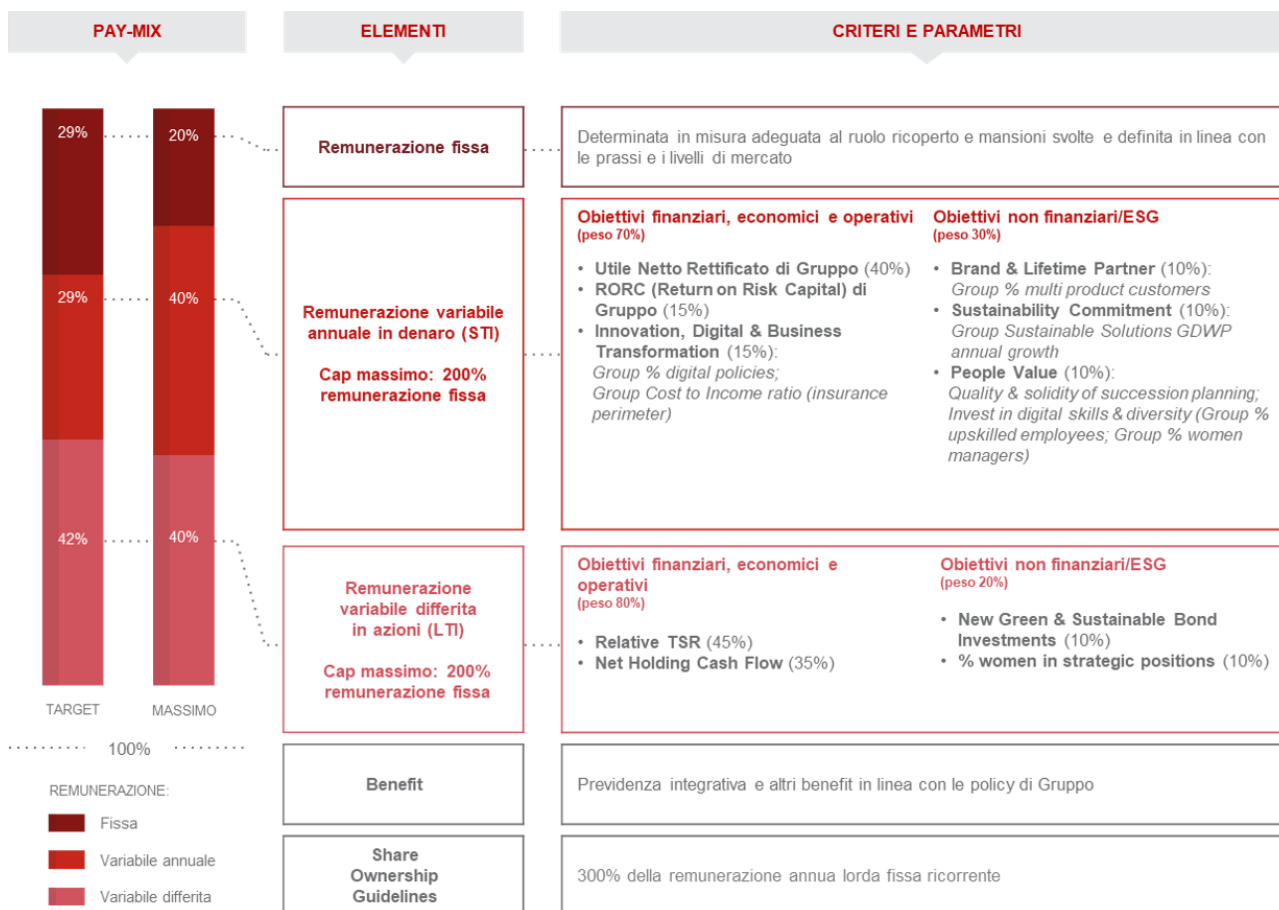 PAY-MIX
ELEMENTI
CRITERI E PARAMETRI
29%
20%
29%
40%
42%
40%
TARGET
MASSIMO
100%
REMUNERAZIONE:
Fissa
Variabile annuale
Variabile differita
Remunerazione fissa
Determinata in misura adeguata al ruolo ricoperto e mansioni svolte e definita in linea con
le prassi e i livelli di mercato
Remunerazione variabile
annuale in denaro (STI)
Cap massimo: 200%
remunerazione fissa
Obiettivi finanziari, economici e operativi
(peso 70%)
• Utile Netto Rettificato di Gruppo (40%)
• RORC (Return on Risk Capital) di
Gruppo (15%)
• Innovation, Digital & Business
Transformation (15%):
Group % digital policies;
Group Cost to Income ratio (insurance
perimeter)
Obiettivi non finanziari/ESG
(peso 30%)
• Brand & Lifetime Partner (10%):
Group % multi product customers
• Sustainability Commitment (10%):
Group Sustainable Solutions GDWP
annual growth
• People Value (10%):
Quality & solidity of succession planning;
Invest in digital skills & diversity (Group %
upskilled employees; Group % women
managers)
Remunerazione
variabile differita
in azioni (LTI)
Cap massimo: 200%
remunerazione fissa
Obiettivi finanziari, economici e
operativi
(peso 80%)
• Relative TSR (45%)
• Net Holding Cash Flow (35%)
Obiettivi non finanziari/ESG
(peso 20%)
• New Green & Sustainable Bond
Investments (10%)
• % women in strategic positions (10%)
Benefit
Previdenza integrativa e altri benefit in linea con le policy di Gruppo
Share
Ownership
Guidelines
300% della remunerazione annua lorda fissa ricorrente